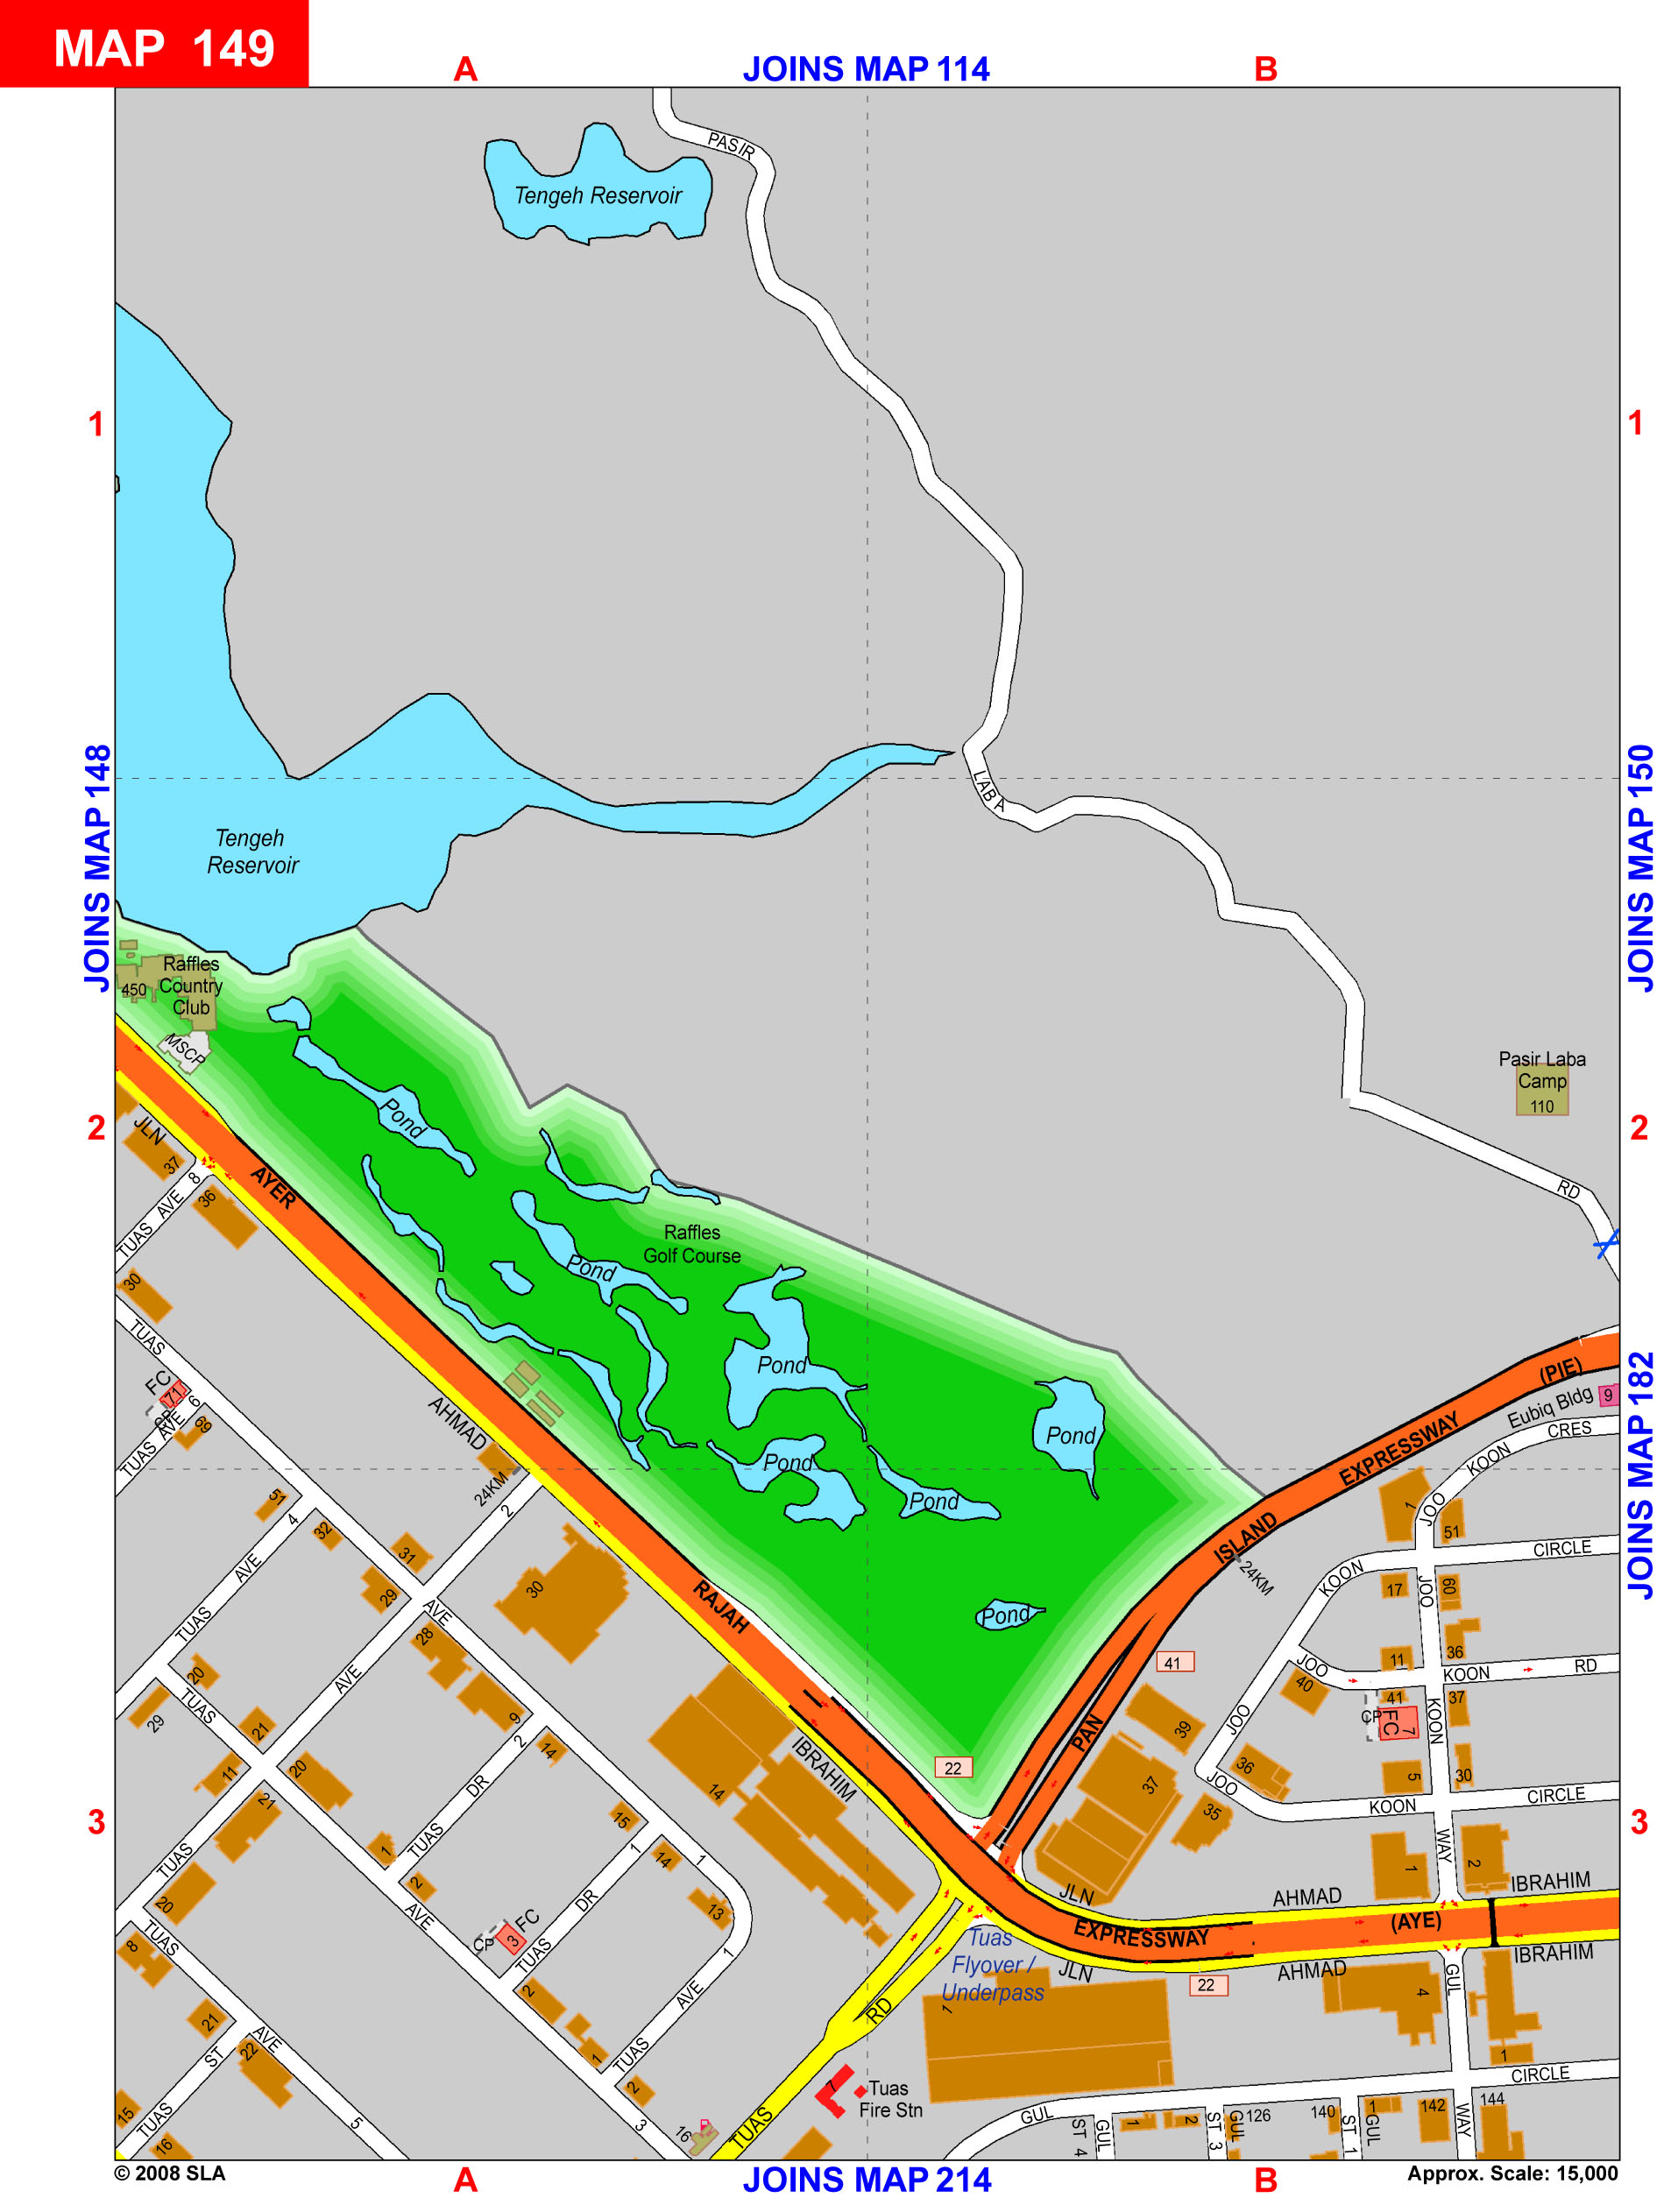 MAP 149
A
JOINS MAP 114
B
PASIR
Tengeh Reservoir
1
1
JOINS MAP 148
JOINS MAP 150
LABA
Tengeh
Reservoir
Raffles
Country
Club
450
MSCP
Pasir Laba
Camp
110
2
2
Pond
JLN
37
AYER
TUAS AVE 8
36
RD
Raffles
Golf Course
Pond
30
TUAS
Pond
JOINS MAP 182
(PIE)
Eubiq Bldg
9
FC
71
CP
TUAS AVE 6
69
AHMAD
24KM
Pond
Pond
Pond
EXPRESSWAY
KOON
CRES
JOO
1
51
51
4
32
31
29
2
30
ISLAND
24KM
CIRCLE
KOON
17
JOO
60
AVE
TUAS
AVE
28
RAJAH
Pond
41
11
36
JOO
KOON
RD
40
20
29
TUAS
AVE
21
9
2
14
41
CP
FC
7
37
KOON
JOO
PAN
39
22
IBRAHIM
14
11
20
21
DR
15
37
36
JOO
35
5
30
KOON
CIRCLE
3
3
TUAS
1
TUAS
2
1
14
1
WAY
1
2
20
DR
13
JLN
AHMAD
IBRAHIM
AVE
CP
FC
3
TUAS
EXPRESSWAY
(AYE)
TUAS
8
1
Tuas
Flyover /
Underpass
JLN
AHMAD
IBRAHIM
22
GUL
4
2
AVE
RD
1
21
AVE
ST
22
1
TUAS
2
7
Tuas
Fire Stn
1
CIRCLE
15
TUAS
16
5
3
16
TUAS
GUL
ST 4
GUL
1
2
ST 3
GUL
126
140
ST 1
1
GUL
142
WAY
144
© 2008 SLA
A
JOINS MAP 214
B
Approx. Scale: 15,000